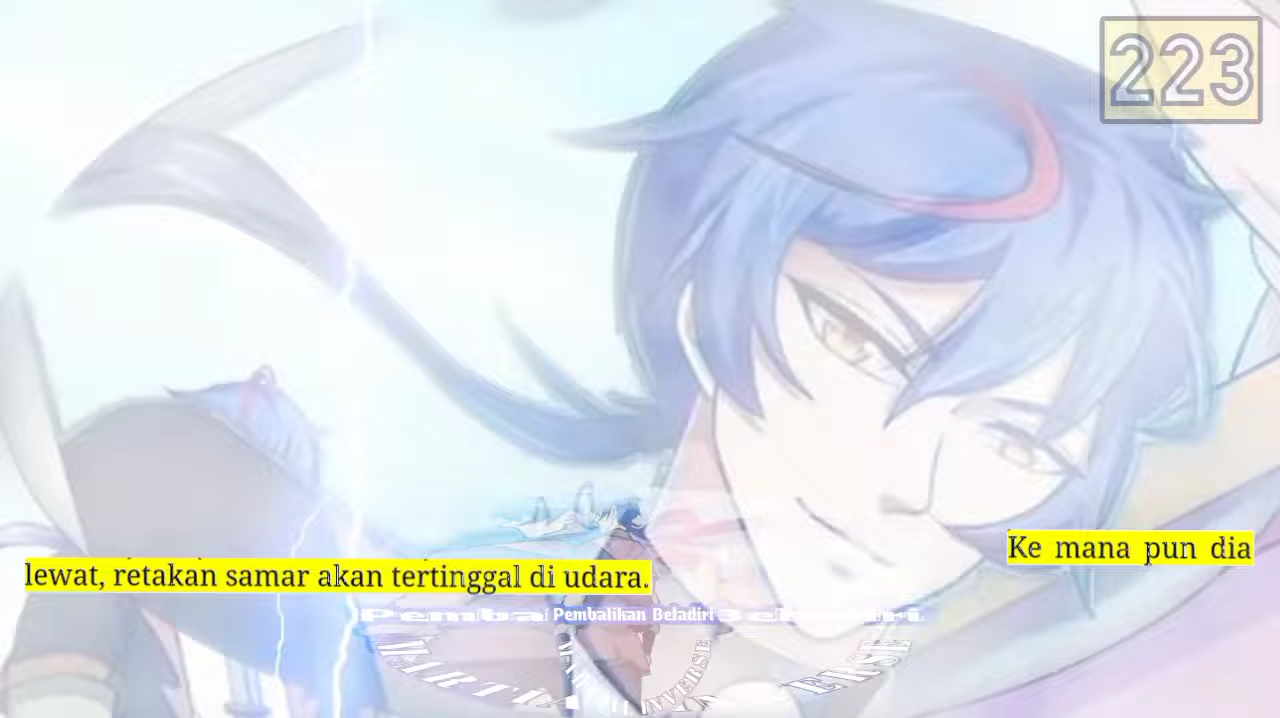 223
Ke mana pun dia
lewat, retakan samar akan tertinggal di udara.
Pembalikan Beladiri